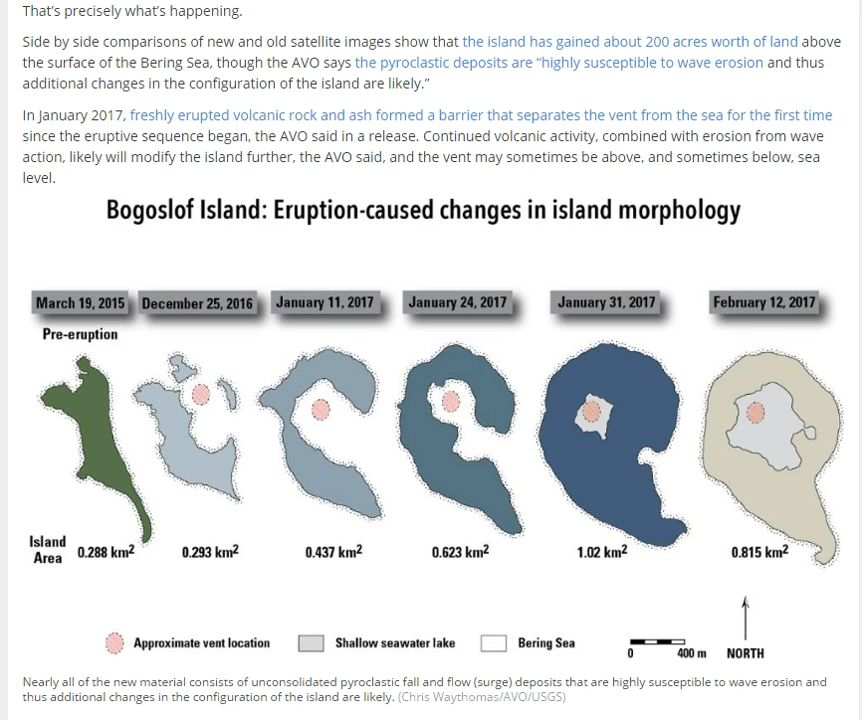 That's precisely what's happening.
Side by side comparisons of new and old satellite images show that the island has gained about 200 acres worth of land above
the surface of the Bering Sea, though the AVO says the pyroclastic deposits are “highly susceptible to wave erosion and thus
additional changes in the configuration of the island are likely.”
In January 2017, freshly erupted volcanic rock and ash formed a barrier that separates the vent from the sea for the first time
since the eruptive sequence began, the AVO said in a release. Continued volcanic activity, combined with erosion from wave
action, likely will modify the island further, the AVO said, and the vent may sometimes be above, and sometimes below, sea
level.
Bogoslof Island: Eruption-caused changes in island morphology
March 19, 2015 December 25, 2016 January 11, 2017 January 24, 2017 January 31, 2017 February 12, 2017
Pre-eruption
Island
Area 0.288 km² 0.293 km² 0.437 km² 0.623 km² 1.02 km² 0.815 km²
Approximate vent location Shallow seawater lake Bering Sea
0 400 m NORTH
Nearly all of the new material consists of unconsolidated pyroclastic fall and flow (surge) deposits that are highly susceptible to wave erosion and
thus additional changes in the configuration of the island are likely. (Chris Waythomas/AVO/USGS)